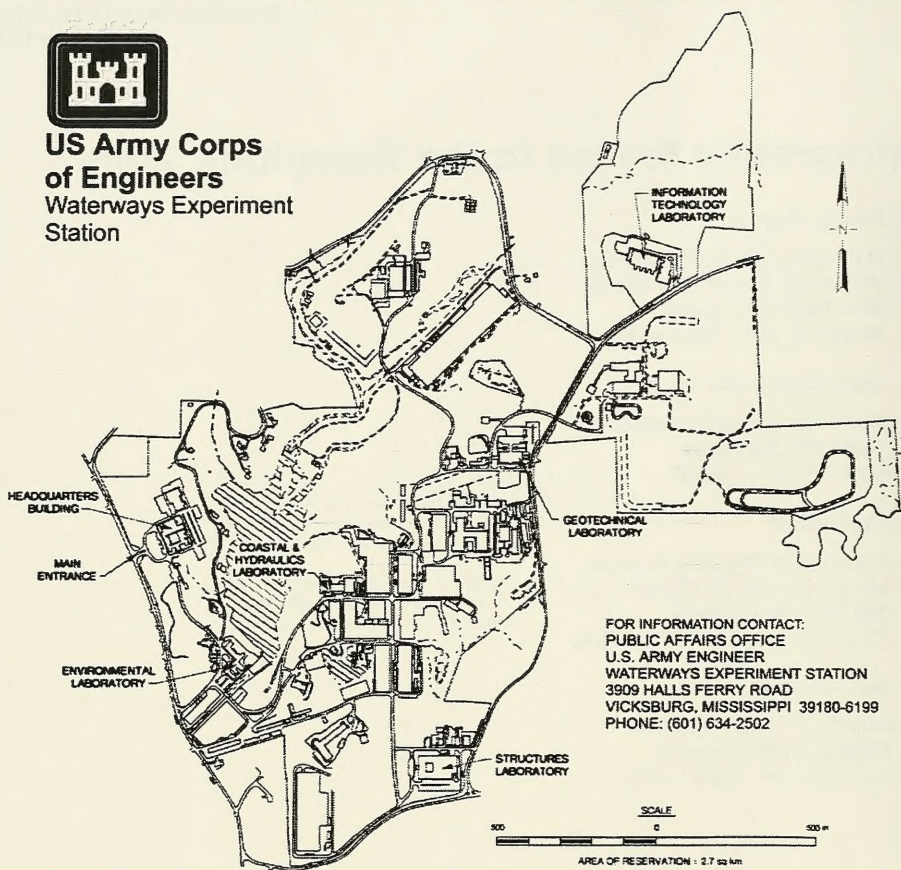 US Army Corps
of Engineers
Waterways Experiment
Station
INFORMATION
TECHNOLOGY
LABORATORY
N
HEADQUARTERS
BUILDING
MAIN
ENTRANCE
COASTAL &
HYDRAULICS
LABORATORY
GEOTECHNICAL
LABORATORY
ENVIRONMENTAL
LABORATORY
STRUCTURES
LABORATORY
FOR INFORMATION CONTACT:
PUBLIC AFFAIRS OFFICE
U.S. ARMY ENGINEER
WATERWAYS EXPERIMENT STATION
3909 HALLS FERRY ROAD
VICKSBURG, MISSISSIPPI 39180-6199
PHONE: (601) 634-2502
SCALE
500 0 500 m
AREA OF RESERVATION = 2.7 sq km